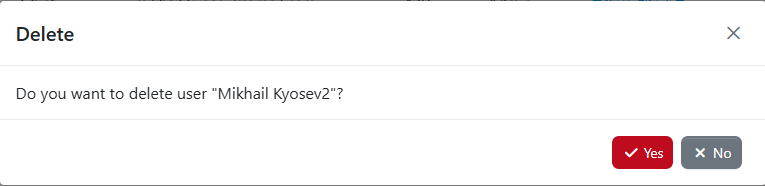 Delete
Do you want to delete user "Mikhail Kyosev2"?
Yes
No